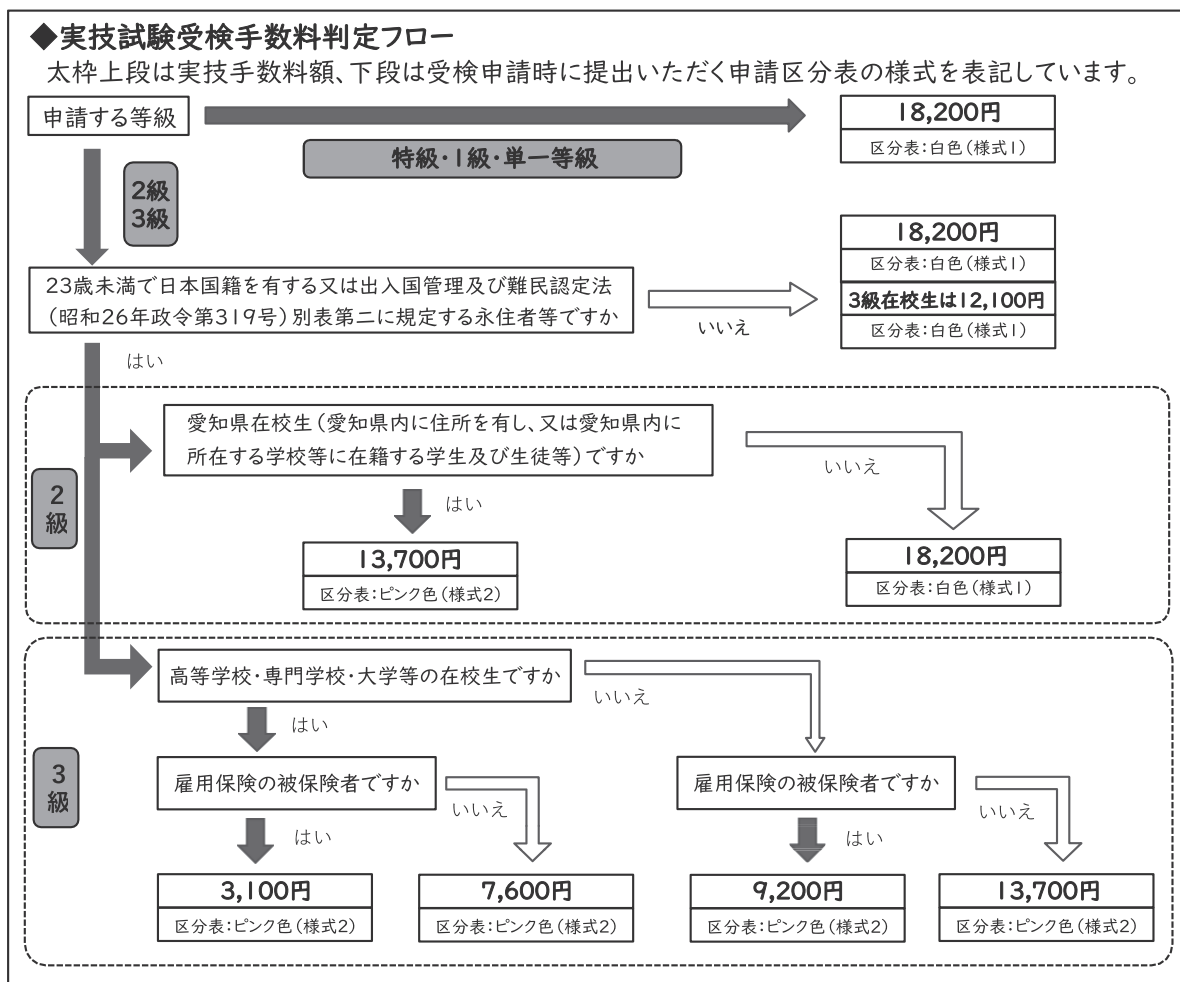 ◆実技試験受検手数料判定フロー
太枠上段は実技手数料額、下段は受検申請時に提出いただく申請区分表の様式を表記しています。
申請する等級
特級・1級・単一等級
18,200円
区分表：白色（様式1）
2級
3級
23歳未満で日本国籍を有する又は出入国管理及び難民認定法
（昭和26年政令第319号）別表第二に規定する永住者等ですか
いいえ
18,200円
区分表：白色（様式1）
3級在校生は12,100円
区分表：白色（様式1）
はい
2
級
愛知県在校生（愛知県内に住所を有し、又は愛知県内に
所在する学校等に在籍する学生及び生徒等）ですか
いいえ
はい
13,700円
区分表：ピンク色（様式2）
18,200円
区分表：白色（様式1）
3
級
高等学校・専門学校・大学等の在校生ですか
いいえ
はい
雇用保険の被保険者ですか
いいえ
はい
雇用保険の被保険者ですか
いいえ
はい
3,100円
区分表：ピンク色（様式2）
7,600円
区分表：ピンク色（様式2）
9,200円
区分表：ピンク色（様式2）
13,700円
区分表：ピンク色（様式2）